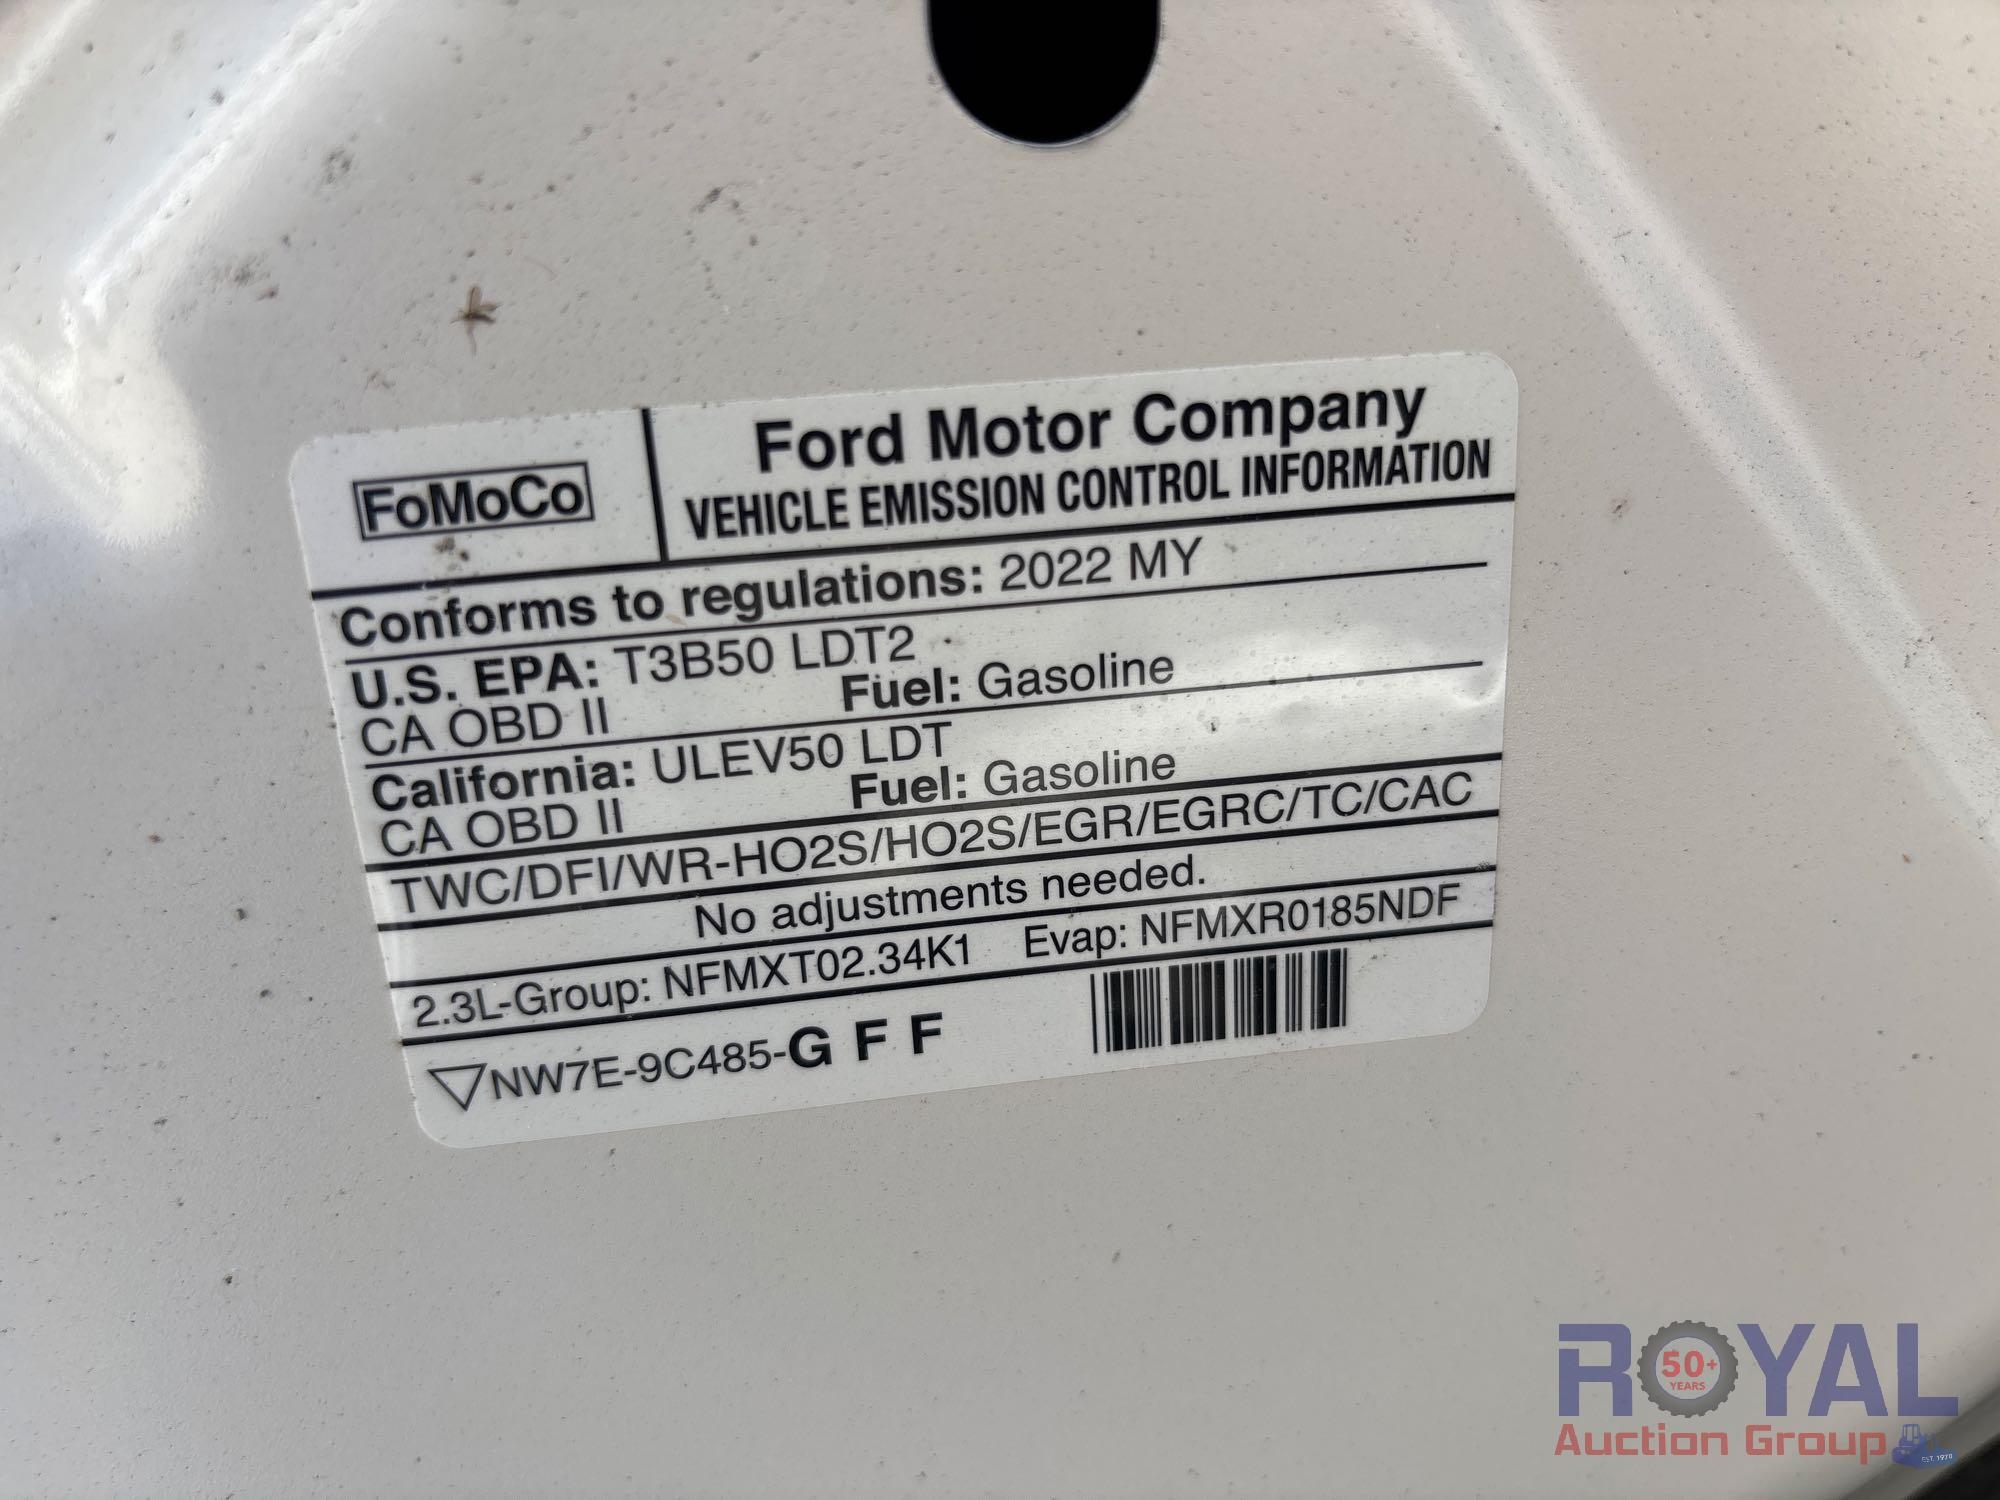 FoMoCo
Ford Motor Company
VEHICLE EMISSION CONTROL INFORMATION
Conforms to regulations: 2022 MY
U.S. EPA: T3B50 LDT2
CA OBD II Fuel: Gasoline
California: ULEV50 LDT
CA OBD II Fuel: Gasoline
TWC/DFI/WR-HO2S/HO2S/EGR/EGRC/TC/CAC
No adjustments needed.
2.3L-Group: NFMXT02.34K1 Evap: NFMXR0185NDF
NW7E-9C485-G F F
ROYAL
50+
YEARS
Auction Group
EST. 1970